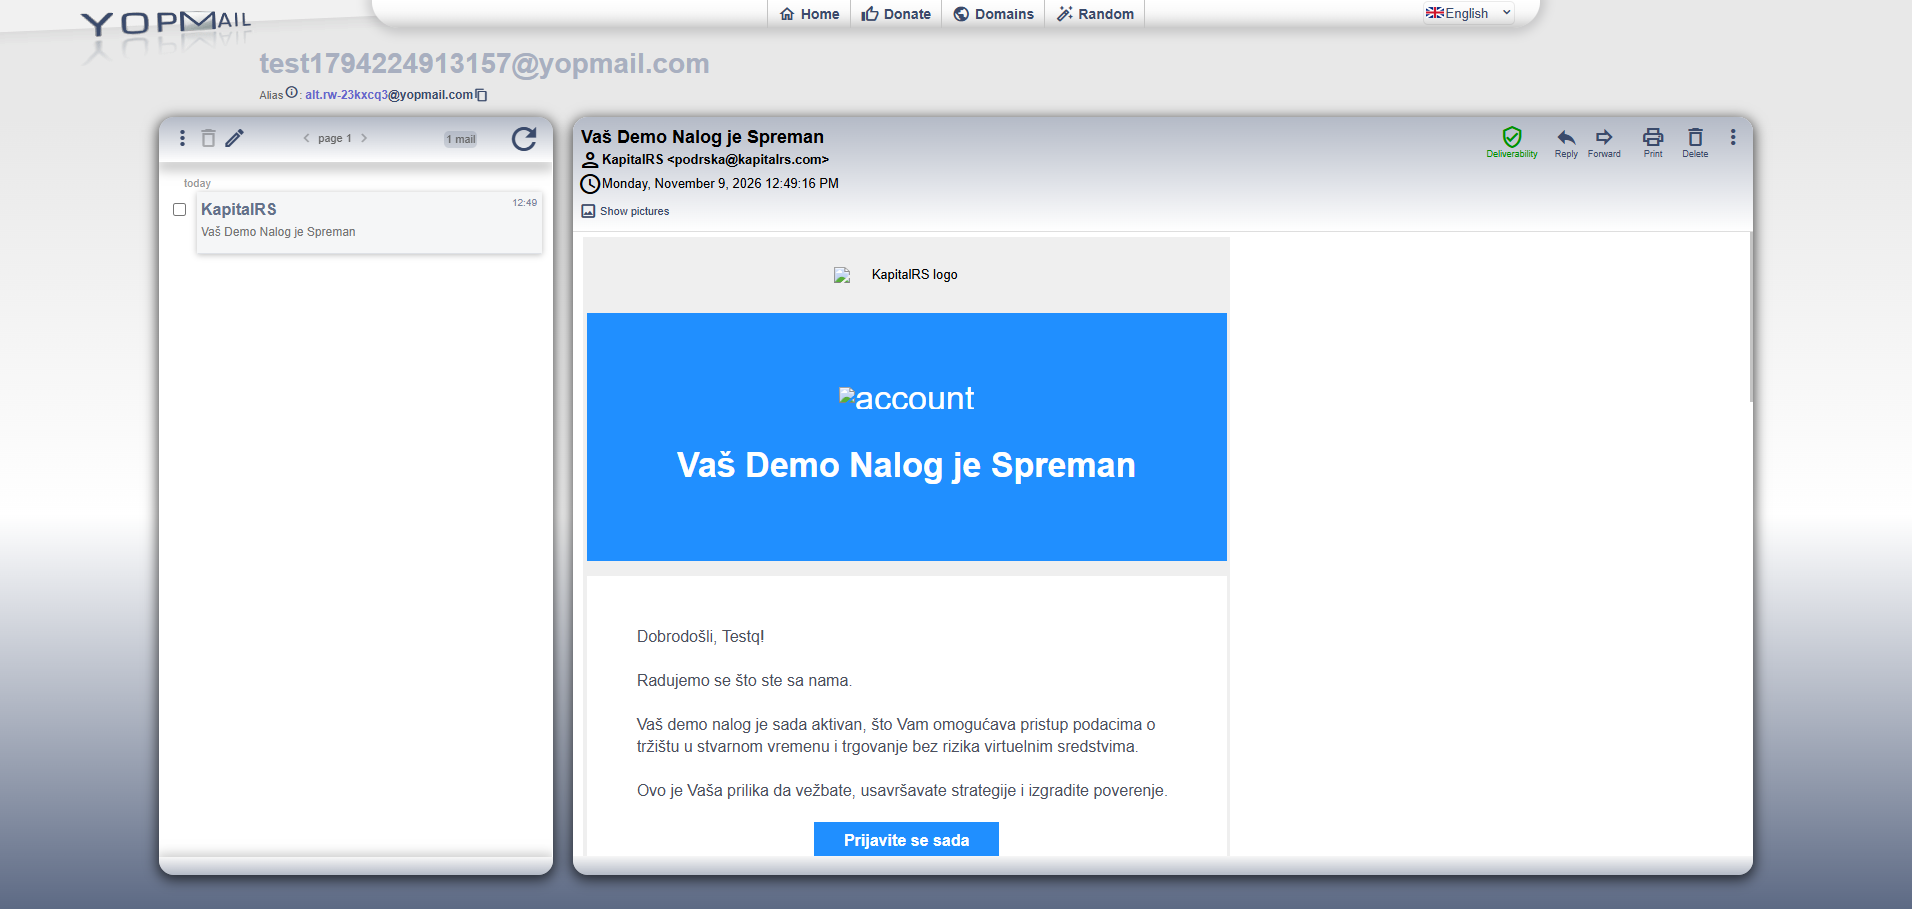 YOPMAIL
Home
Donate
Domains
Random
English
test1794224913157@yopmail.com
Alias : alt.rw-23kxcq3@yopmail.com
page 1
1 mail
today
KapitalRS
12:49
Vaš Demo Nalog je Spreman
Vaš Demo Nalog je Spreman
KapitalRS <podrska@kapitalrs.com>
Monday, November 9, 2026 12:49:16 PM
Show pictures
Deliverability
Reply
Forward
Print
Delete
KapitalRS logo
account
Vaš Demo Nalog je Spreman
Dobrodošli, Testq!
Radujemo se što ste sa nama.
Vaš demo nalog je sada aktivan, što Vam omogućava pristup podacima o
tržištu u stvarnom vremenu i trgovanje bez rizika virtuelnim sredstvima.
Ovo je Vaša prilika da vežbate, usavršavate strategije i izgradite poverenje.
Prijavite se sada